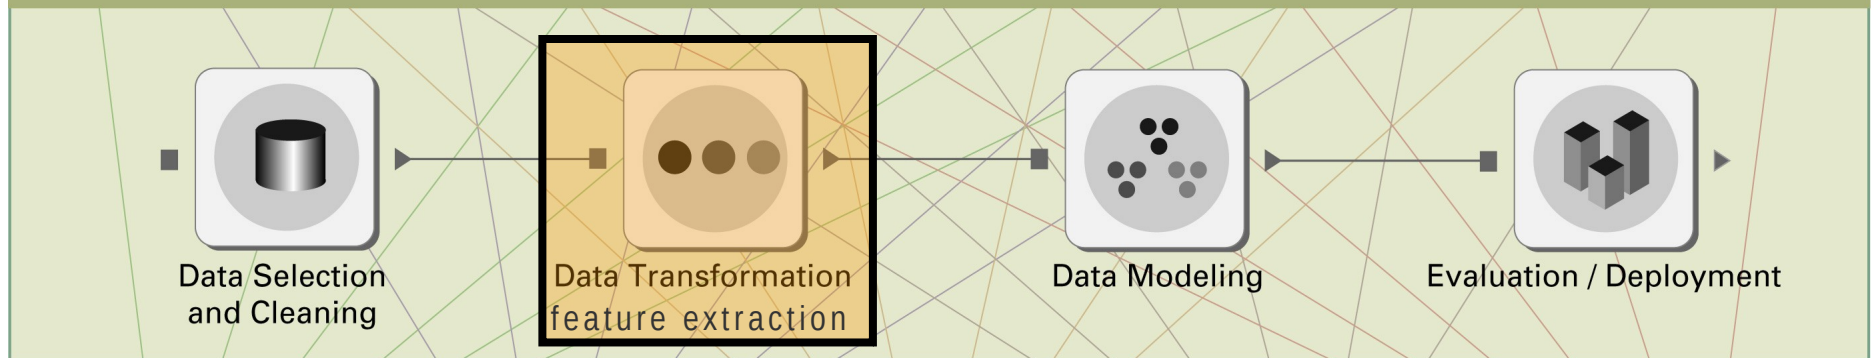 Data Selection
and Cleaning
Data Transformation
feature extraction
Data Modeling
Evaluation / Deployment